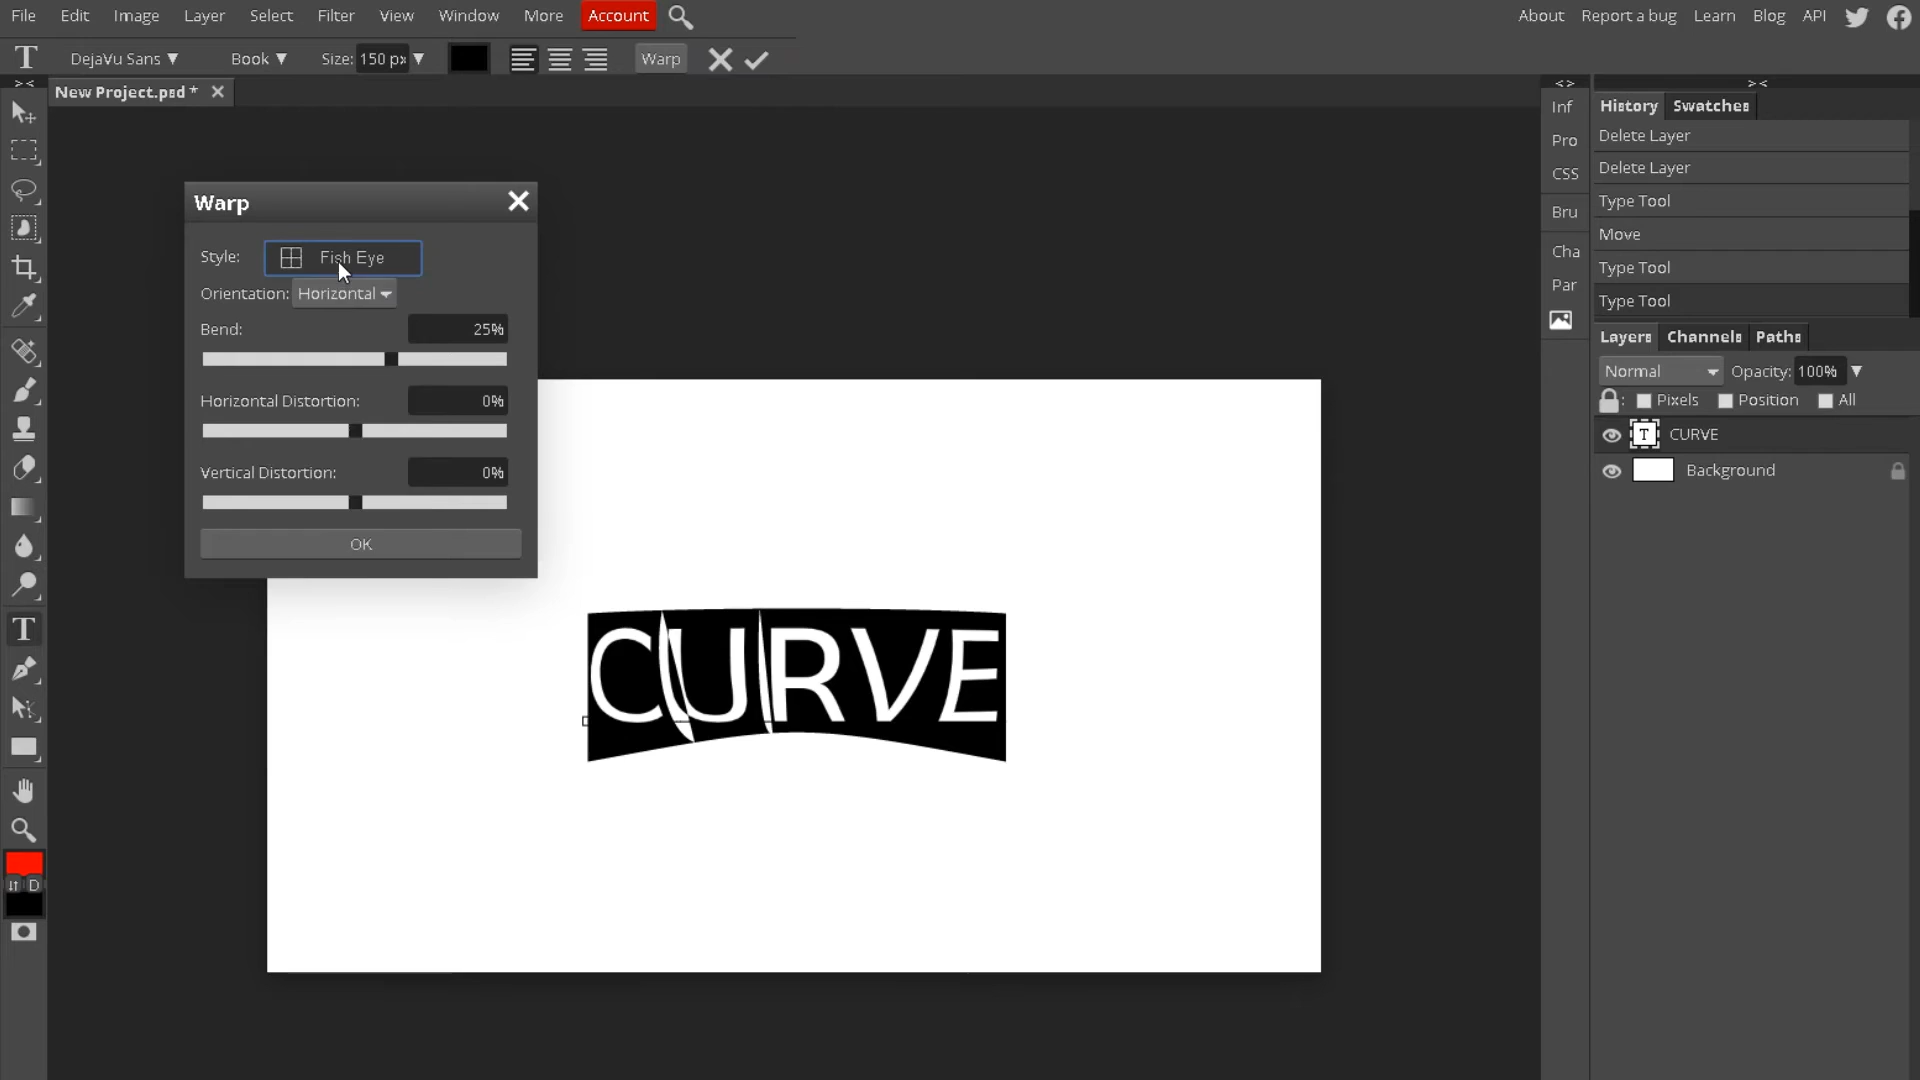 File Edit Image Layer Select Filter View Window More Account About Report a bug Learn Blog API
T DejaVu Sans ▼ Book ▼ Size: 150 px ▼ Warp
New Project.psd *
Warp
Style: Fish Eye
Orientation: Horizontal
Bend: 25%
Horizontal Distortion: 0%
Vertical Distortion: 0%
OK
CURVE
D
Inf
Pro
CSS
Bru
Cha
Par
History Swatches
Delete Layer
Delete Layer
Type Tool
Move
Type Tool
Type Tool
Layers Channels Paths
Normal Opacity: 100% ▼
: Pixels Position All
T CURVE
Background